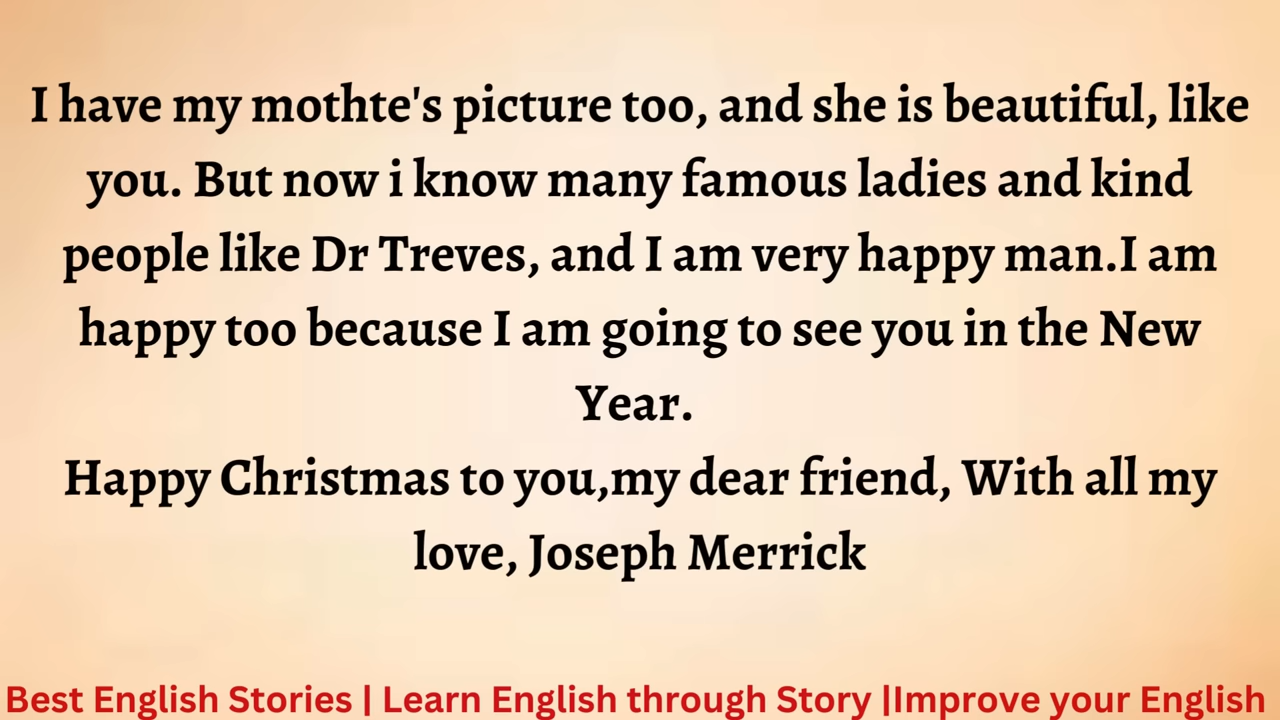 I have my mothte's picture too, and she is beautiful, like
you. But now i know many famous ladies and kind
people like Dr Treves, and I am very happy man.I am
happy too because I am going to see you in the New
Year.
Happy Christmas to you,my dear friend, With all my
love, Joseph Merrick
Best English Stories | Learn English through Story |Improve your English